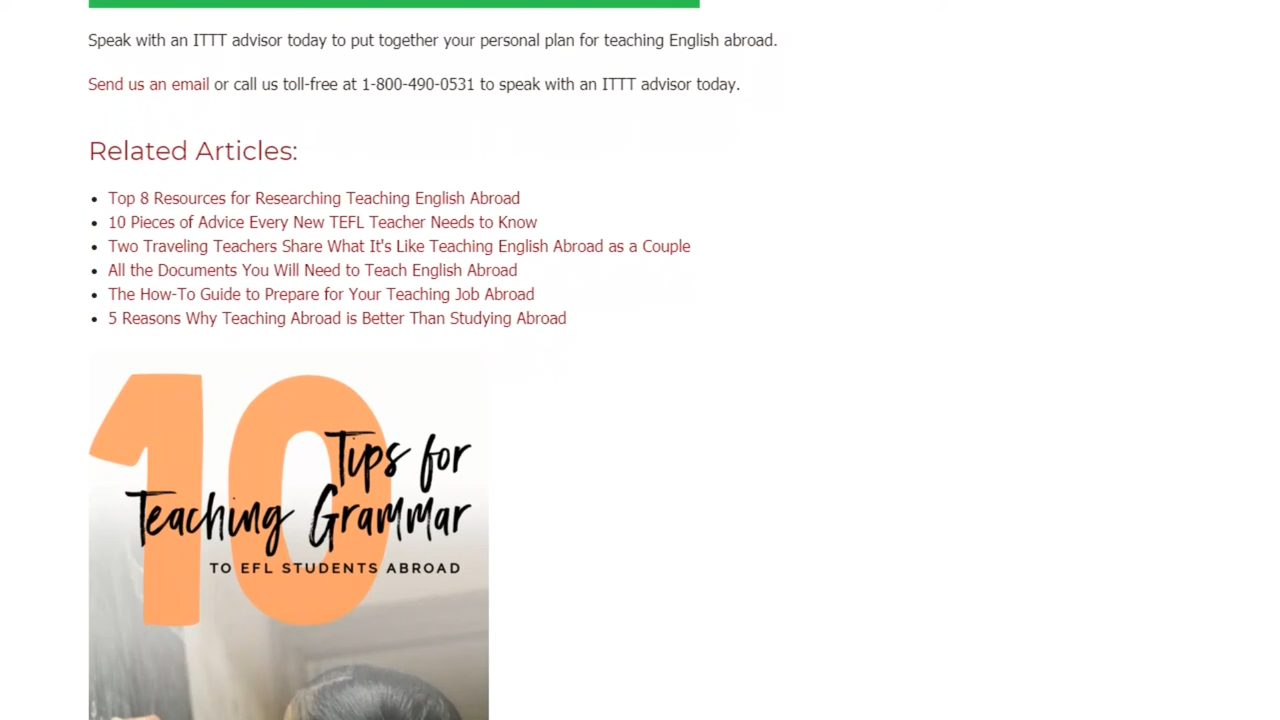 Speak with an ITTT advisor today to put together your personal plan for teaching English abroad.
Send us an email or call us toll-free at 1-800-490-0531 to speak with an ITTT advisor today.
Related Articles:
Top 8 Resources for Researching Teaching English Abroad
10 Pieces of Advice Every New TEFL Teacher Needs to Know
Two Traveling Teachers Share What It's Like Teaching English Abroad as a Couple
All the Documents You Will Need to Teach English Abroad
The How-To Guide to Prepare for Your Teaching Job Abroad
5 Reasons Why Teaching Abroad is Better Than Studying Abroad
10
Tips for
Teaching Grammar
TO EFL STUDENTS ABROAD